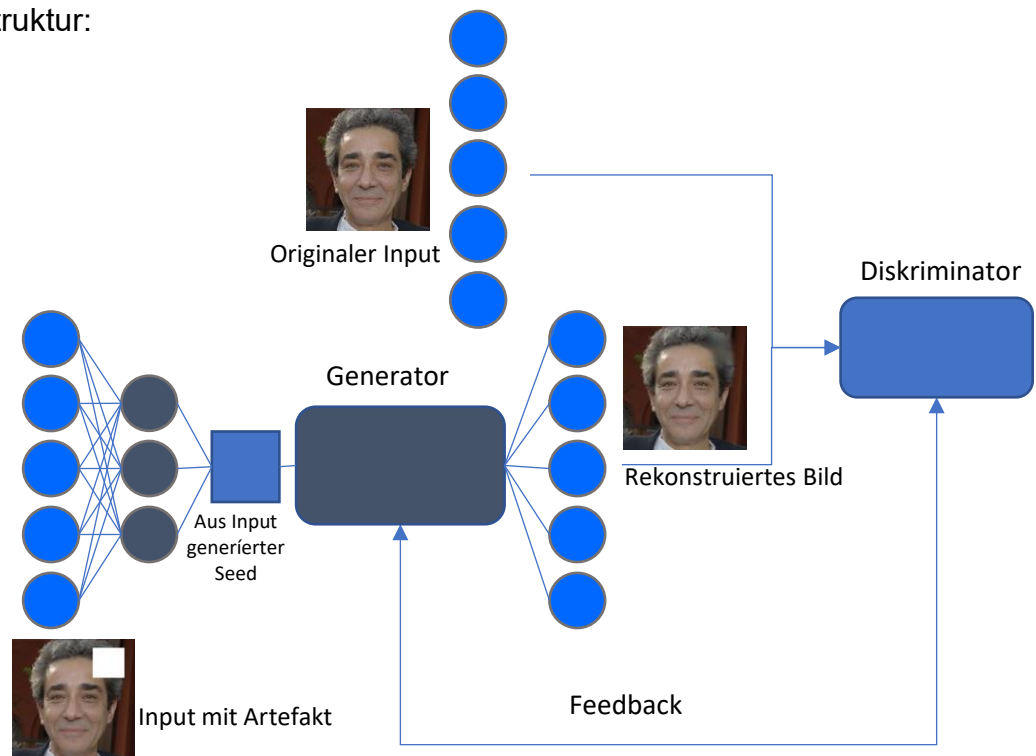 truktur:
Originaler Input
Diskriminator
Generator
Rekonstruiertes Bild
Aus Input
generíerter
Seed
Input mit Artefakt
Feedback